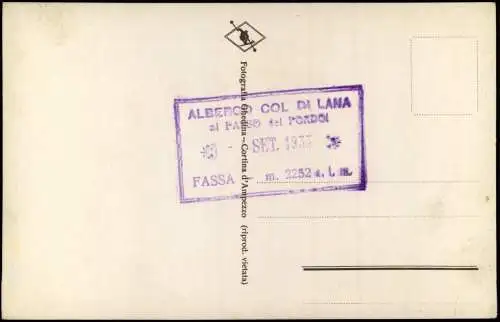 ALBERGO COL DI LANA
al PASSO del PORDOI
SET. 193
FASSA m. 2252 s. l. m.
Fotografia Ghedina - Cortina d'Ampezzo (riprod. vietata)